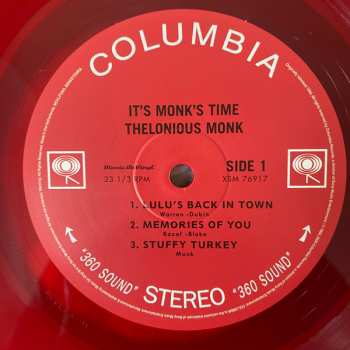 COLUMBIA
IT'S MONK'S TIME
THELONIOUS MONK
Music On Vinyl
33 1/3 RPM
SIDE 1
XSM 76917
1. LULU'S BACK IN TOWN
Warren -Dubin
2. MEMORIES OF YOU
Razaf -Blake
3. STUFFY TURKEY
Monk
"360 SOUND" STEREO "360 SOUND"